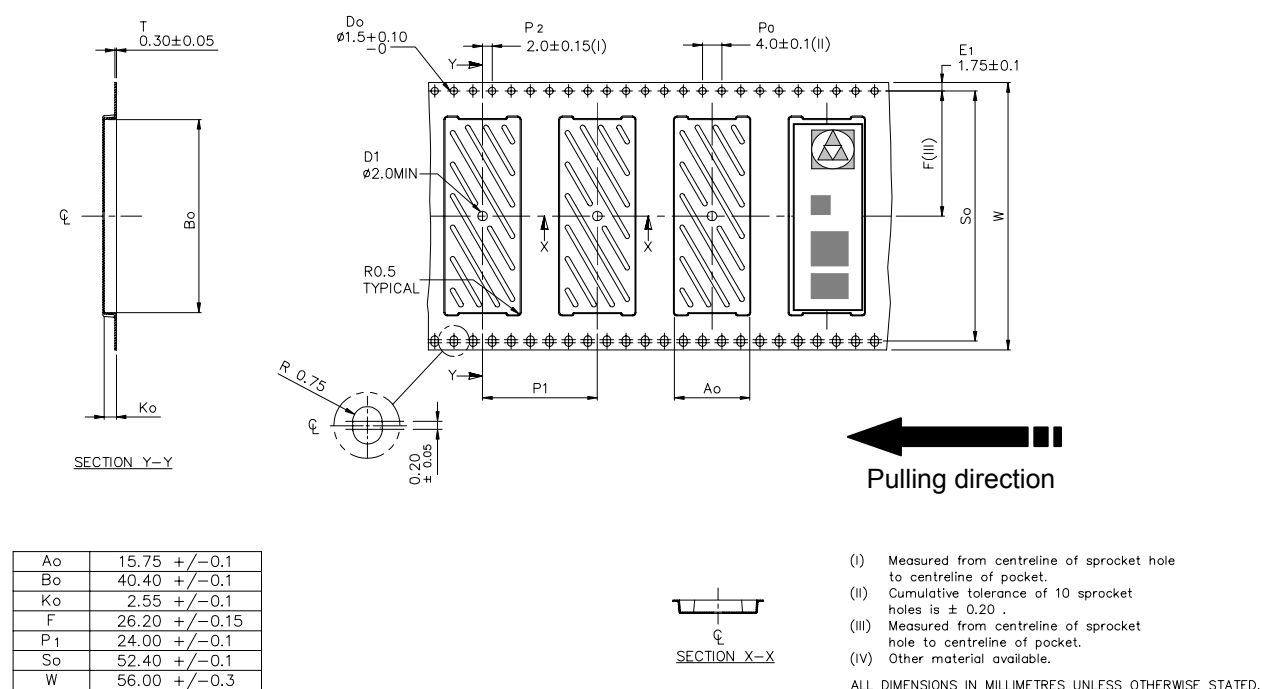 T
0.30±0.05
Do
ø1.5+0.10
-0
P2
2.0±0.15(I)
Po
4.0±0.1(II)
E1
1.75±0.1
Y
D1
ø2.0MIN
F(III)
So
W
Bo
℄
X
X
R0.5
TYPICAL
Y
P1
Ao
R 0.75
℄
0.20
± 0.05
Ko
SECTION Y-Y
Pulling direction
Ao 15.75 +/-0.1
Bo 40.40 +/-0.1
Ko 2.55 +/-0.1
F 26.20 +/-0.15
P1 24.00 +/-0.1
So 52.40 +/-0.1
W 56.00 +/-0.3
℄
SECTION X-X
(I) Measured from centreline of sprocket hole
to centreline of pocket.
(II) Cumulative tolerance of 10 sprocket
holes is ± 0.20 .
(III) Measured from centreline of sprocket
hole to centreline of pocket.
(IV) Other material available.
ALL DIMENSIONS IN MILLIMETRES UNLESS OTHERWISE STATED.